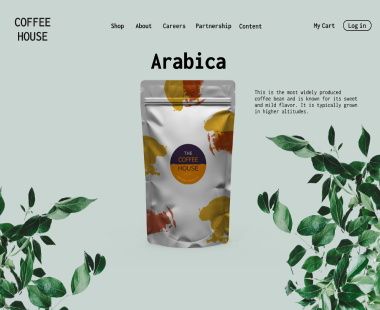 COFFEE
HOUSE
Shop About Careers Partnership Content
My Cart Log in
Arabica
This is the most widely produced
coffee bean and is known for its sweet
and mild flavor. It is typically grown
in higher altitudes.
THE
COFFEE
HOUSE